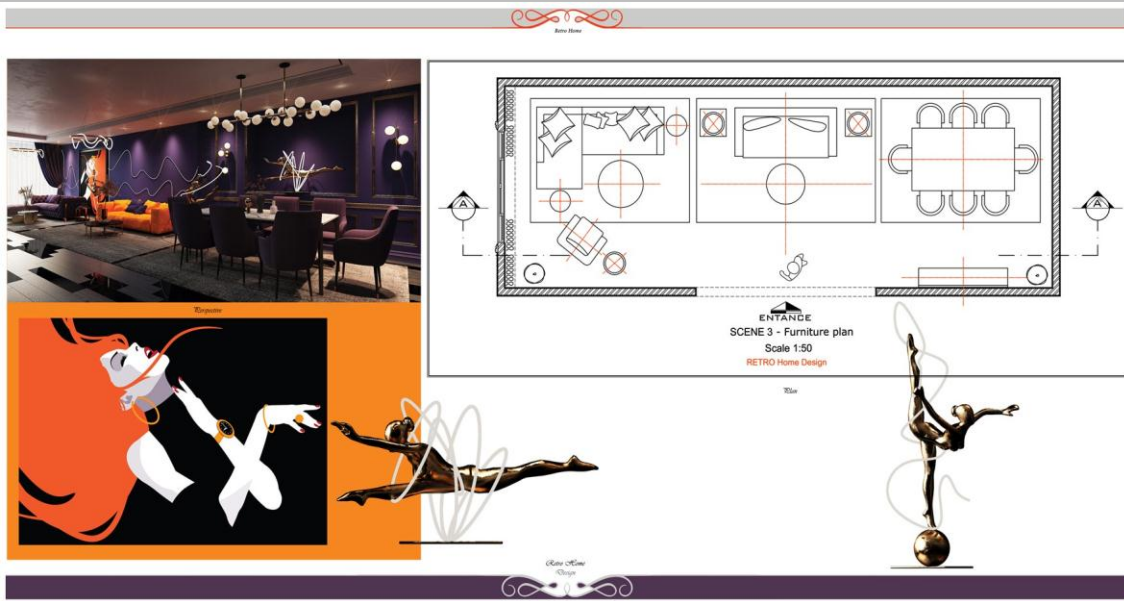 Retro Home
Perspective
A
A
ENTANCE
SCENE 3 - Furniture plan
Scale 1:50
RETRO Home Design
Plan
Retro Home
Design